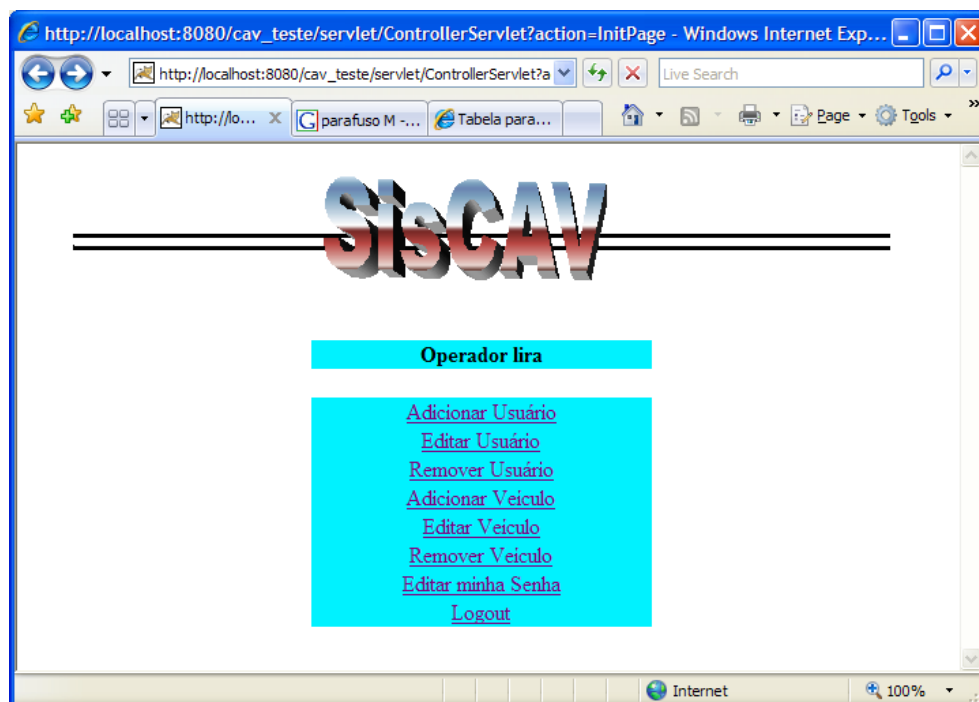 http://localhost:8080/cav_teste/servlet/ControllerServlet?action=InitPage - Windows Internet Exp...
http://localhost:8080/cav_teste/servlet/ControllerServlet?a
Live Search
http://lo...
parafuso M -...
Tabela para...
Page
Tools
»
SisCAV
Operador lira
Adicionar Usuário
Editar Usuário
Remover Usuário
Adicionar Veículo
Editar Veículo
Remover Veículo
Editar minha Senha
Logout
Internet
100%